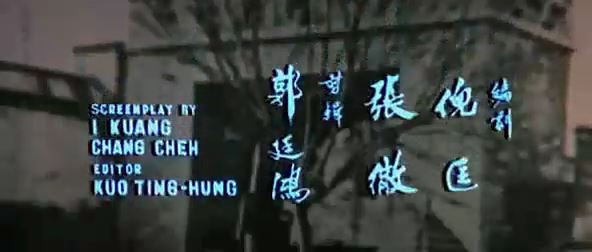 SCREENPLAY BY
I KUANG
CHANG CHEH
EDITOR
KUO TING-HUNG
編劇
倪匡
張徹
剪輯
郭廷鴻